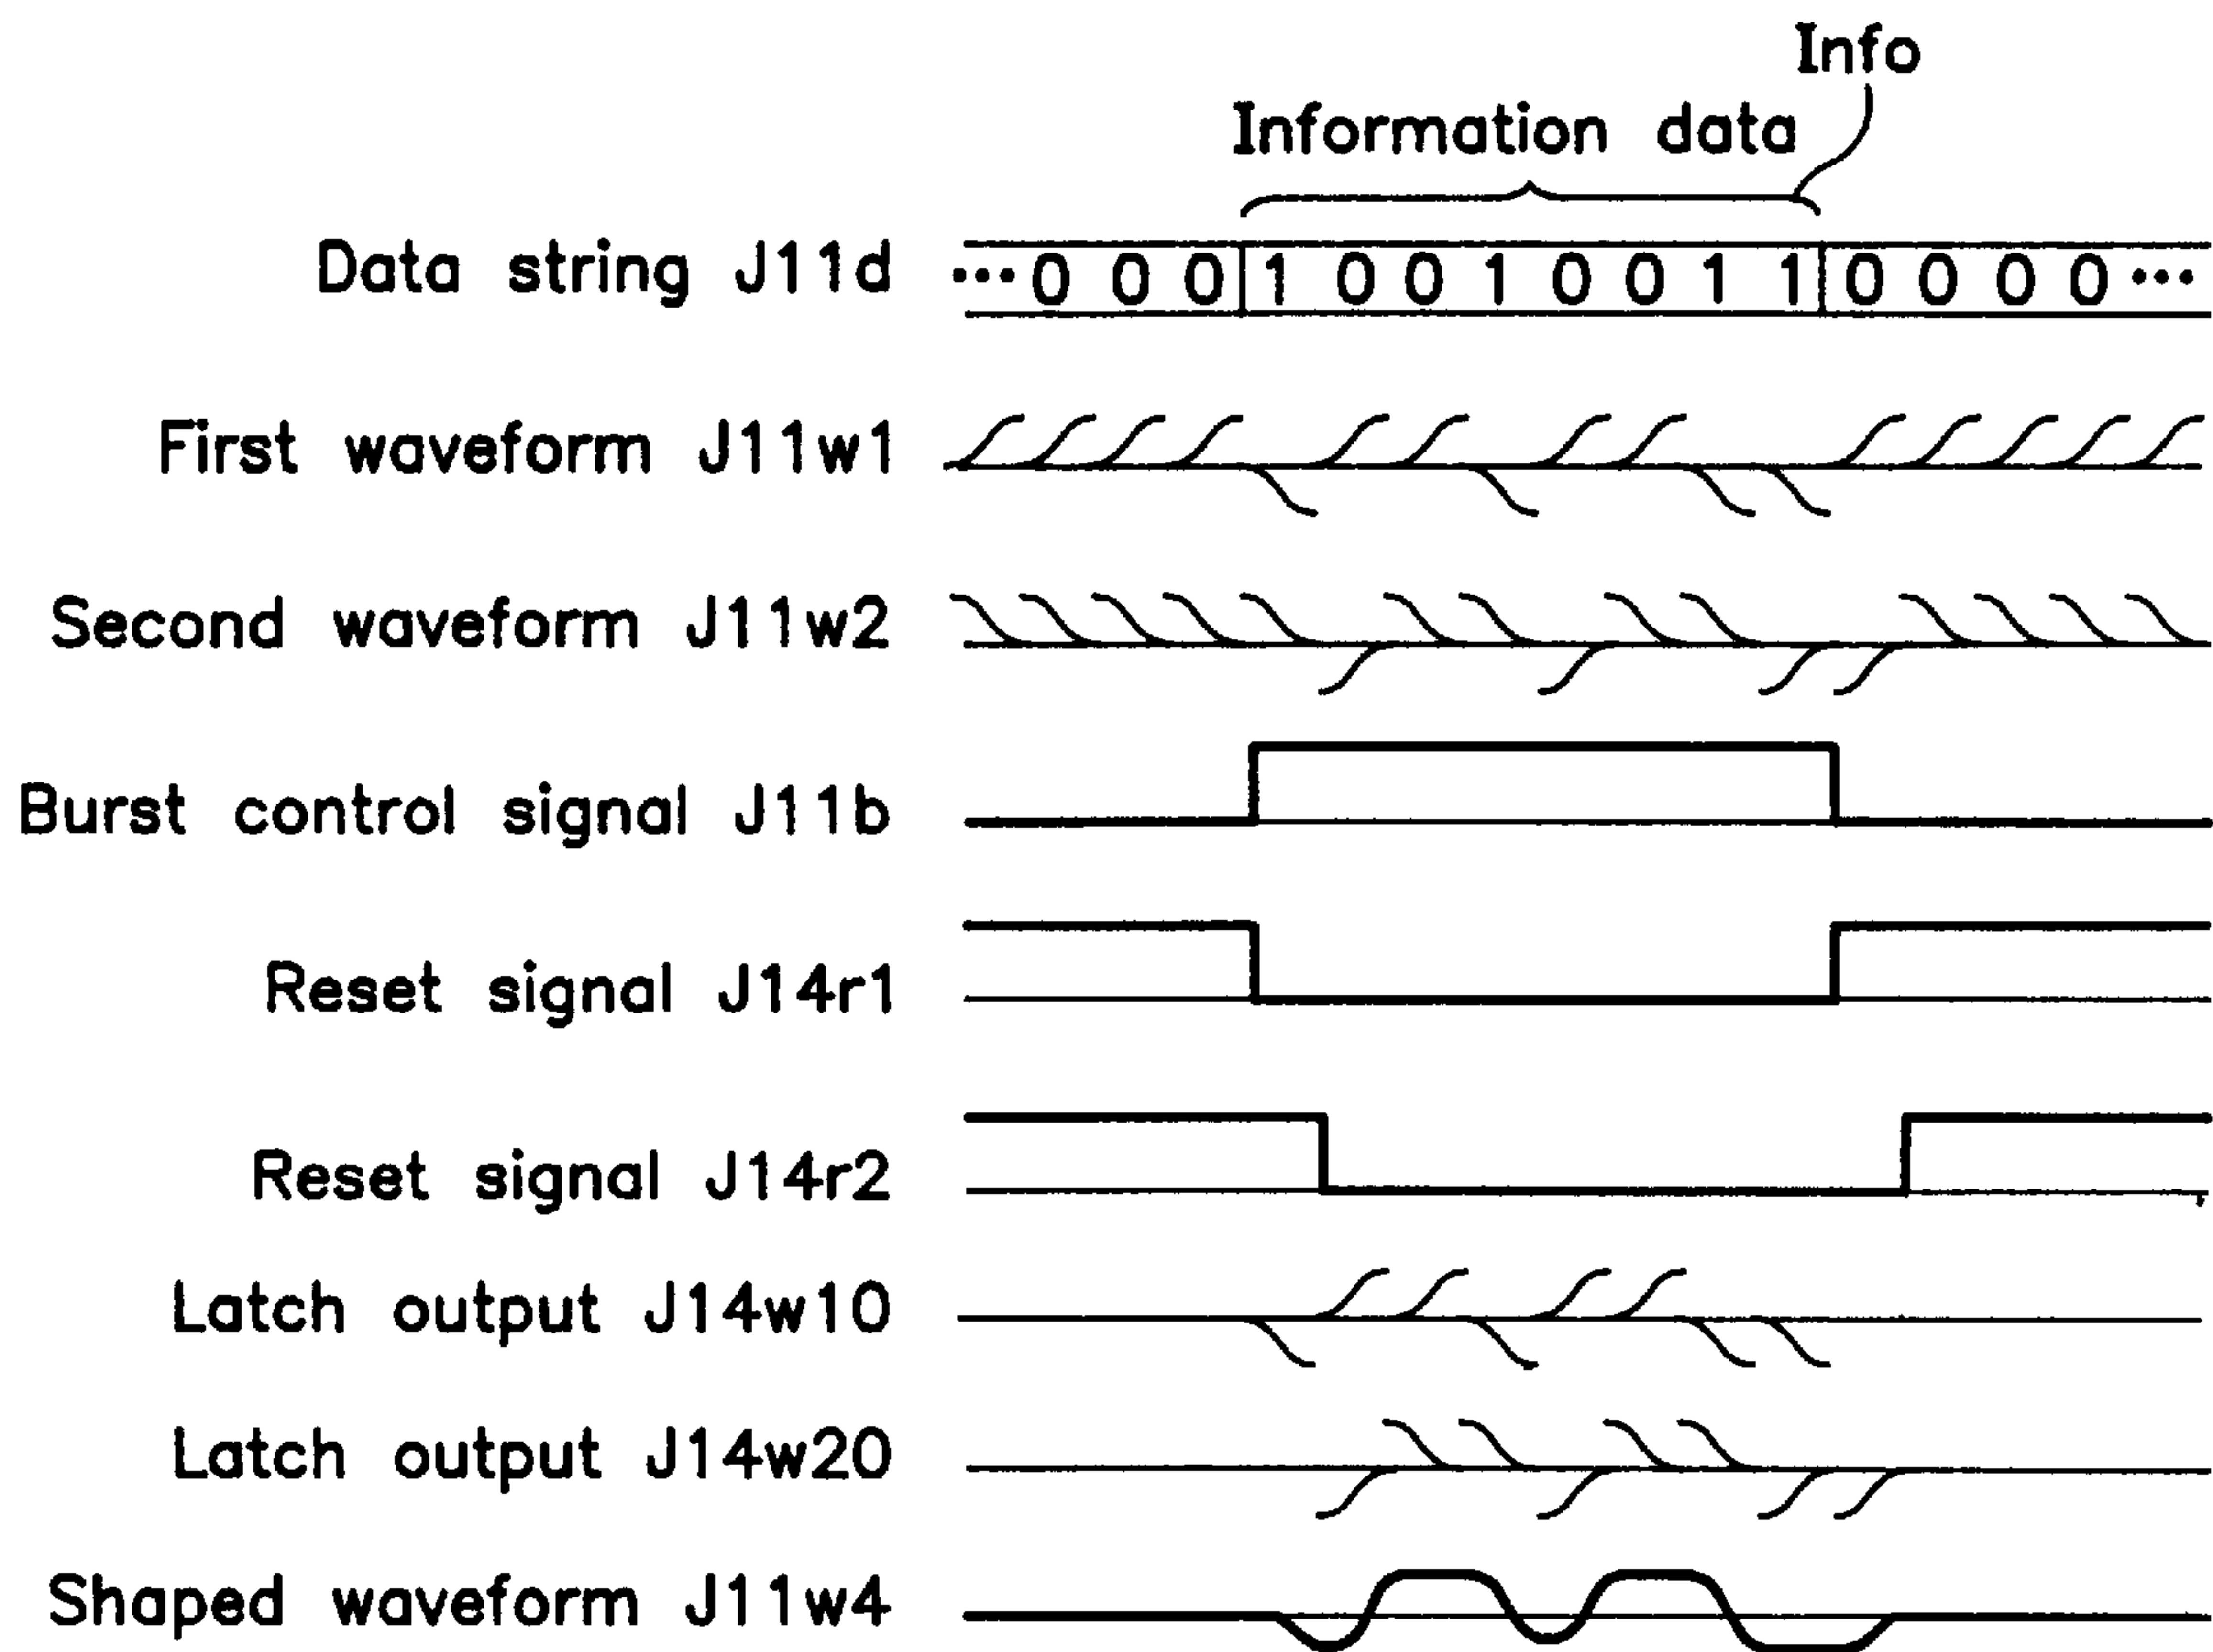 Info
Information data
Data string J11d ...0 0 0 1 0 0 1 0 0 1 1 0 0 0 0...
First waveform J11w1
Second waveform J11w2
Burst control signal J11b
Reset signal J14r1
Reset signal J14r2
Latch output J14w10
Latch output J14w20
Shaped waveform J11w4